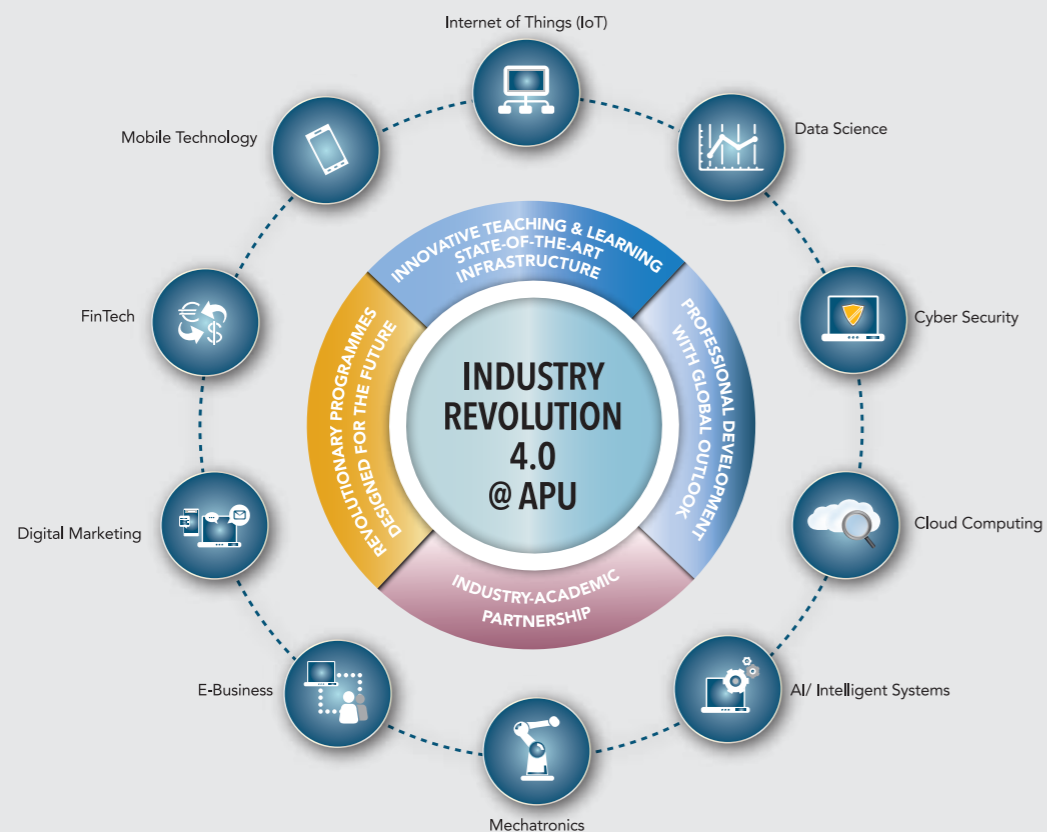 Internet of Things (IoT)
Data Science
Cyber Security
Cloud Computing
AI/ Intelligent Systems
Mechatronics
E-Business
Digital Marketing
FinTech
Mobile Technology
INNOVATIVE TEACHING & LEARNING
STATE-OF-THE-ART
INFRASTRUCTURE
PROFESSIONAL DEVELOPMENT
WITH GLOBAL OUTLOOK
INDUSTRY-ACADEMIC
PARTNERSHIP
REVOLUTIONARY PROGRAMMES
DESIGNED FOR THE FUTURE
INDUSTRY
REVOLUTION
4.0
@ APU
€
$